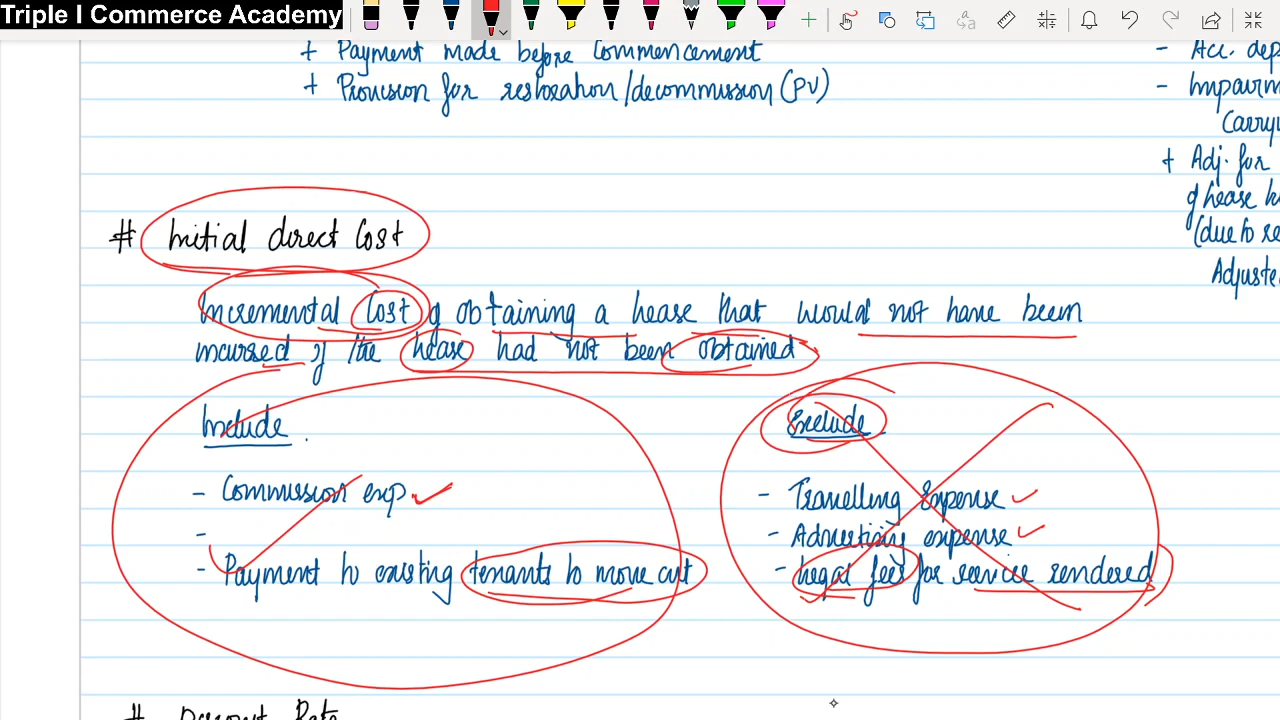 Triple I Commerce Academy
+ Payment made before Commencement
+ Provision for restoration/decommission (PV)
- Acc. dep
- Impairm
Carryi
+ Adj. for
of lease
(due to re
Adjuste
# Initial direct Cost
Incremental Cost of obtaining a lease that would not have been
incurred if the lease had not been obtained
Include
- Commission exp
-
- Payment to existing tenants to move out
Exclude
- Travelling Expense
- Advertising expense
- Legal fees for service rendered
# Discount Rate